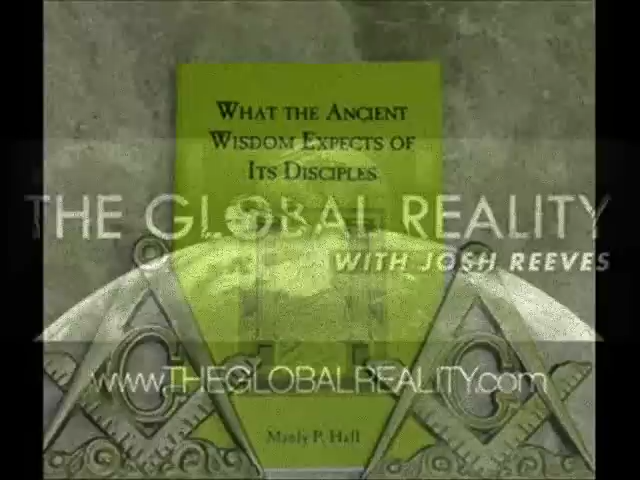 WHAT THE ANCIENT
WISDOM EXPECTS OF
ITS DISCIPLES
THE GLOBAL REALITY
WITH JOSH REEVES
G G
www.THEGLOBALREALITY.com
Manly P. Hall